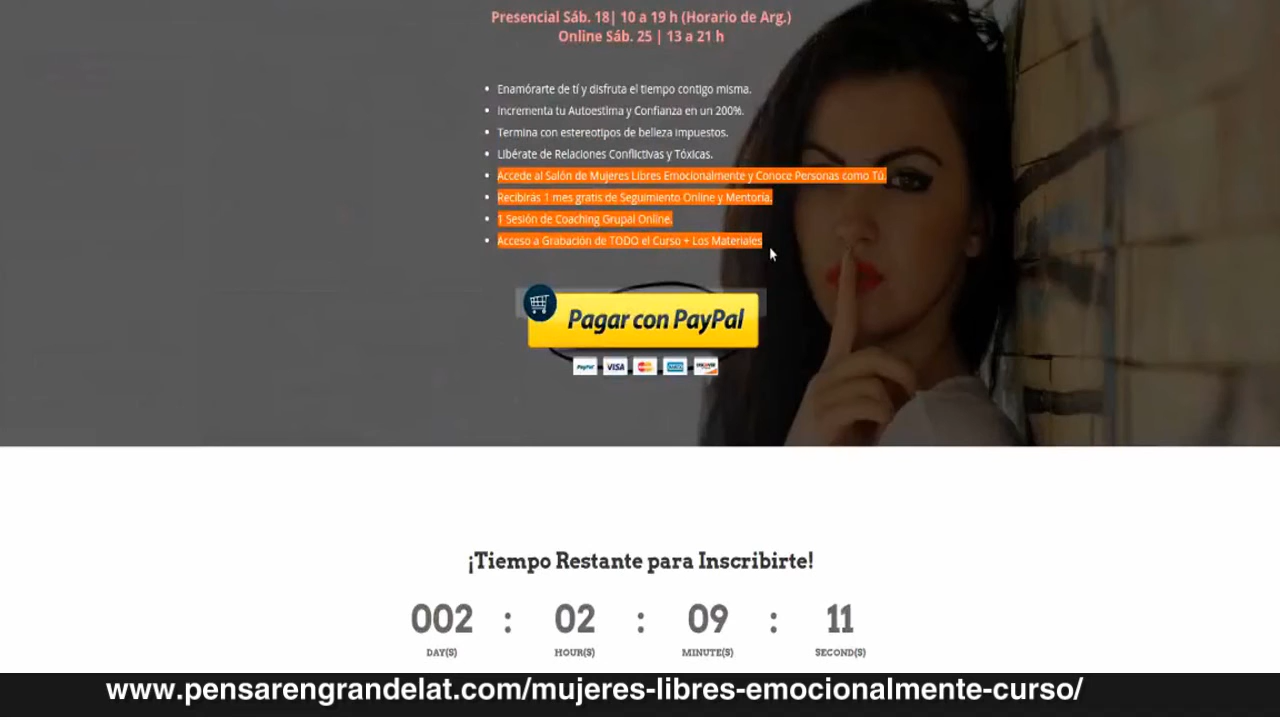 Presencial Sáb. 18| 10 a 19 h (Horario de Arg.)
Online Sáb. 25 | 13 a 21 h
Enamórarte de tí y disfruta el tiempo contigo misma.
Incrementa tu Autoestima y Confianza en un 200%.
Termina con estereotipos de belleza impuestos.
Libérate de Relaciones Conflictivas y Tóxicas.
Accede al Salón de Mujeres Libres Emocionalmente y Conoce Personas como Tú.
Recibirás 1 mes gratis de Seguimiento Online y Mentoría.
1 Sesión de Coaching Grupal Online.
Acceso a Grabación de TODO el Curso + Los Materiales
Pagar con PayPal
PayPal VISA
¡Tiempo Restante para Inscribirte!
002 : 02 : 09 : 11
DAY(S) HOUR(S) MINUTE(S) SECOND(S)
www.pensarengrandelat.com/mujeres-libres-emocionalmente-curso/